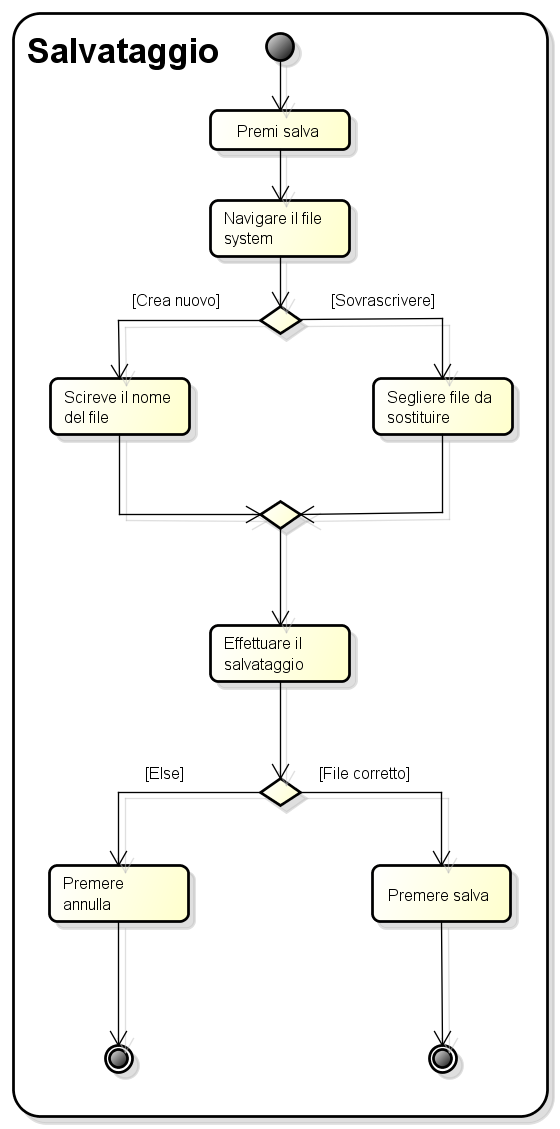 Salvataggio
Premi salva
Navigare il file
system
[Crea nuovo]
[Sovrascrivere]
Scireve il nome
del file
Segliere file da
sostituire
Effettuare il
salvataggio
[Else]
[File corretto]
Premere
annulla
Premere salva